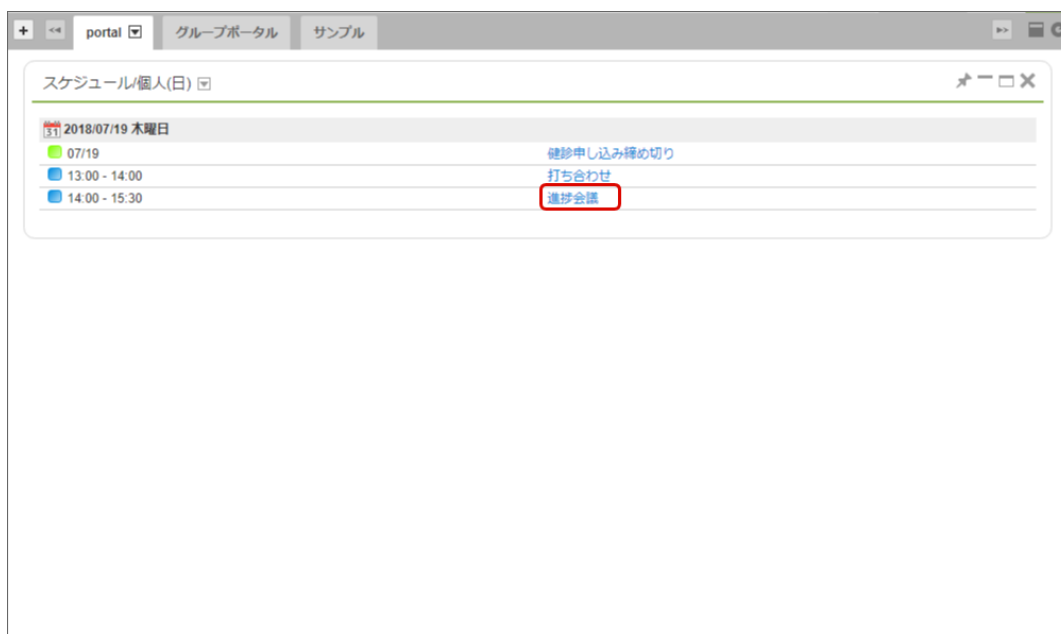 portal グループポータル サンプル
スケジュール/個人(日)
31 2018/07/19 木曜日
07/19 健診申し込み締め切り
13:00 - 14:00 打ち合わせ
14:00 - 15:30 進捗会議